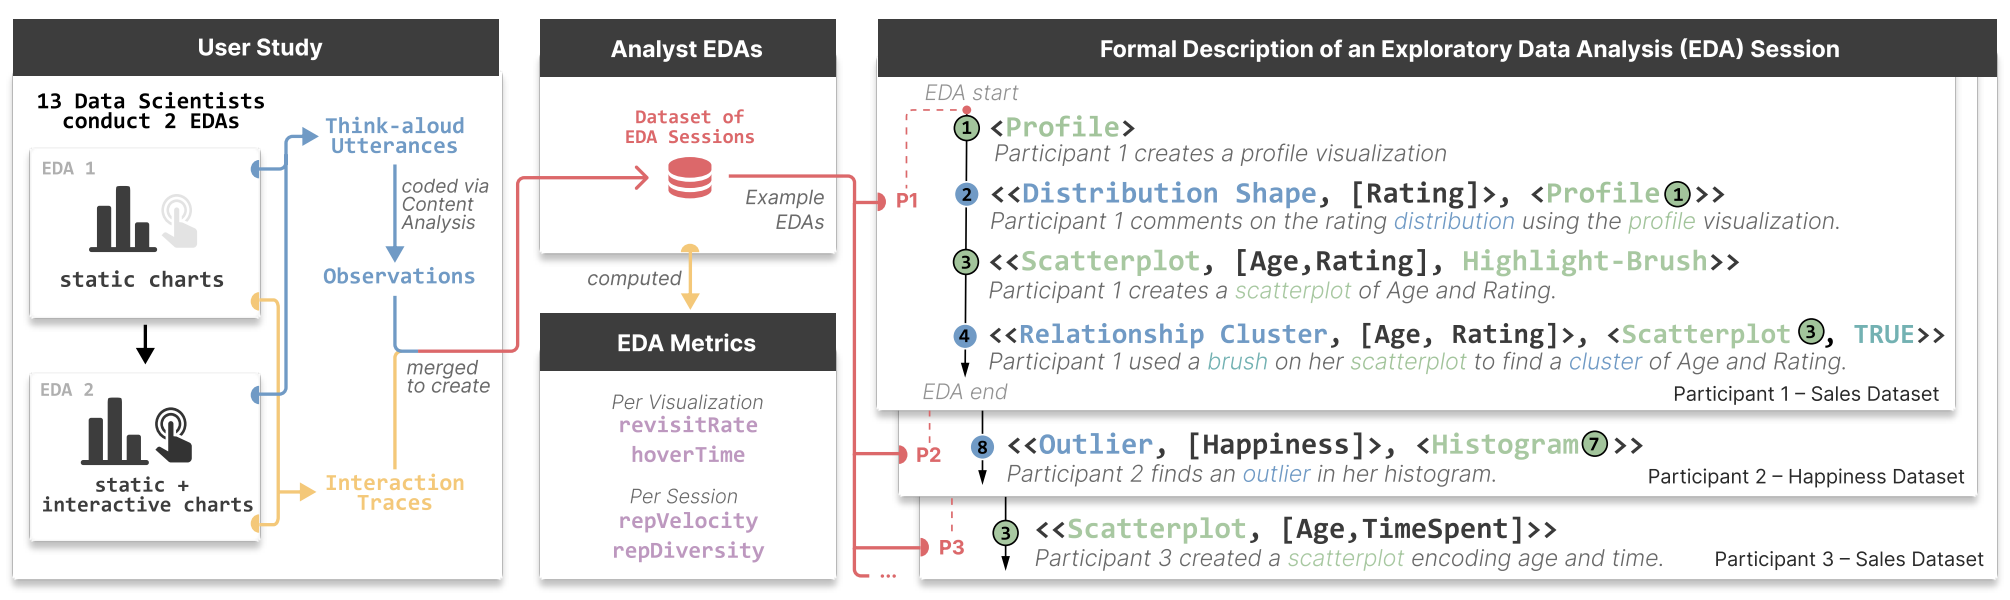 User Study
13 Data Scientists
conduct 2 EDAs
EDA 1
static charts
EDA 2
static +
interactive charts
Think-aloud
Utterances
coded via
Content
Analysis
Observations
merged
to create
Interaction
Traces
Analyst EDAs
Dataset of
EDA Sessions
Example
EDAs
computed
EDA Metrics
Per Visualization
revisitRate
hoverTime
Per Session
repVelocity
repDiversity
Formal Description of an Exploratory Data Analysis (EDA) Session
EDA start
P1
1 <Profile>
Participant 1 creates a profile visualization
2 <<Distribution Shape, [Rating]>, <Profile 1>>
Participant 1 comments on the rating distribution using the profile visualization.
3 <<Scatterplot, [Age,Rating], Highlight-Brush>>
Participant 1 creates a scatterplot of Age and Rating.
4 <<Relationship Cluster, [Age, Rating]>, <Scatterplot 3, TRUE>>
Participant 1 used a brush on her scatterplot to find a cluster of Age and Rating.
EDA end
Participant 1 – Sales Dataset
P2
8 <<Outlier, [Happiness]>, <Histogram 7>>
Participant 2 finds an outlier in her histogram.
Participant 2 – Happiness Dataset
P3
3 <<Scatterplot, [Age,TimeSpent]>>
Participant 3 created a scatterplot encoding age and time.
Participant 3 – Sales Dataset
...